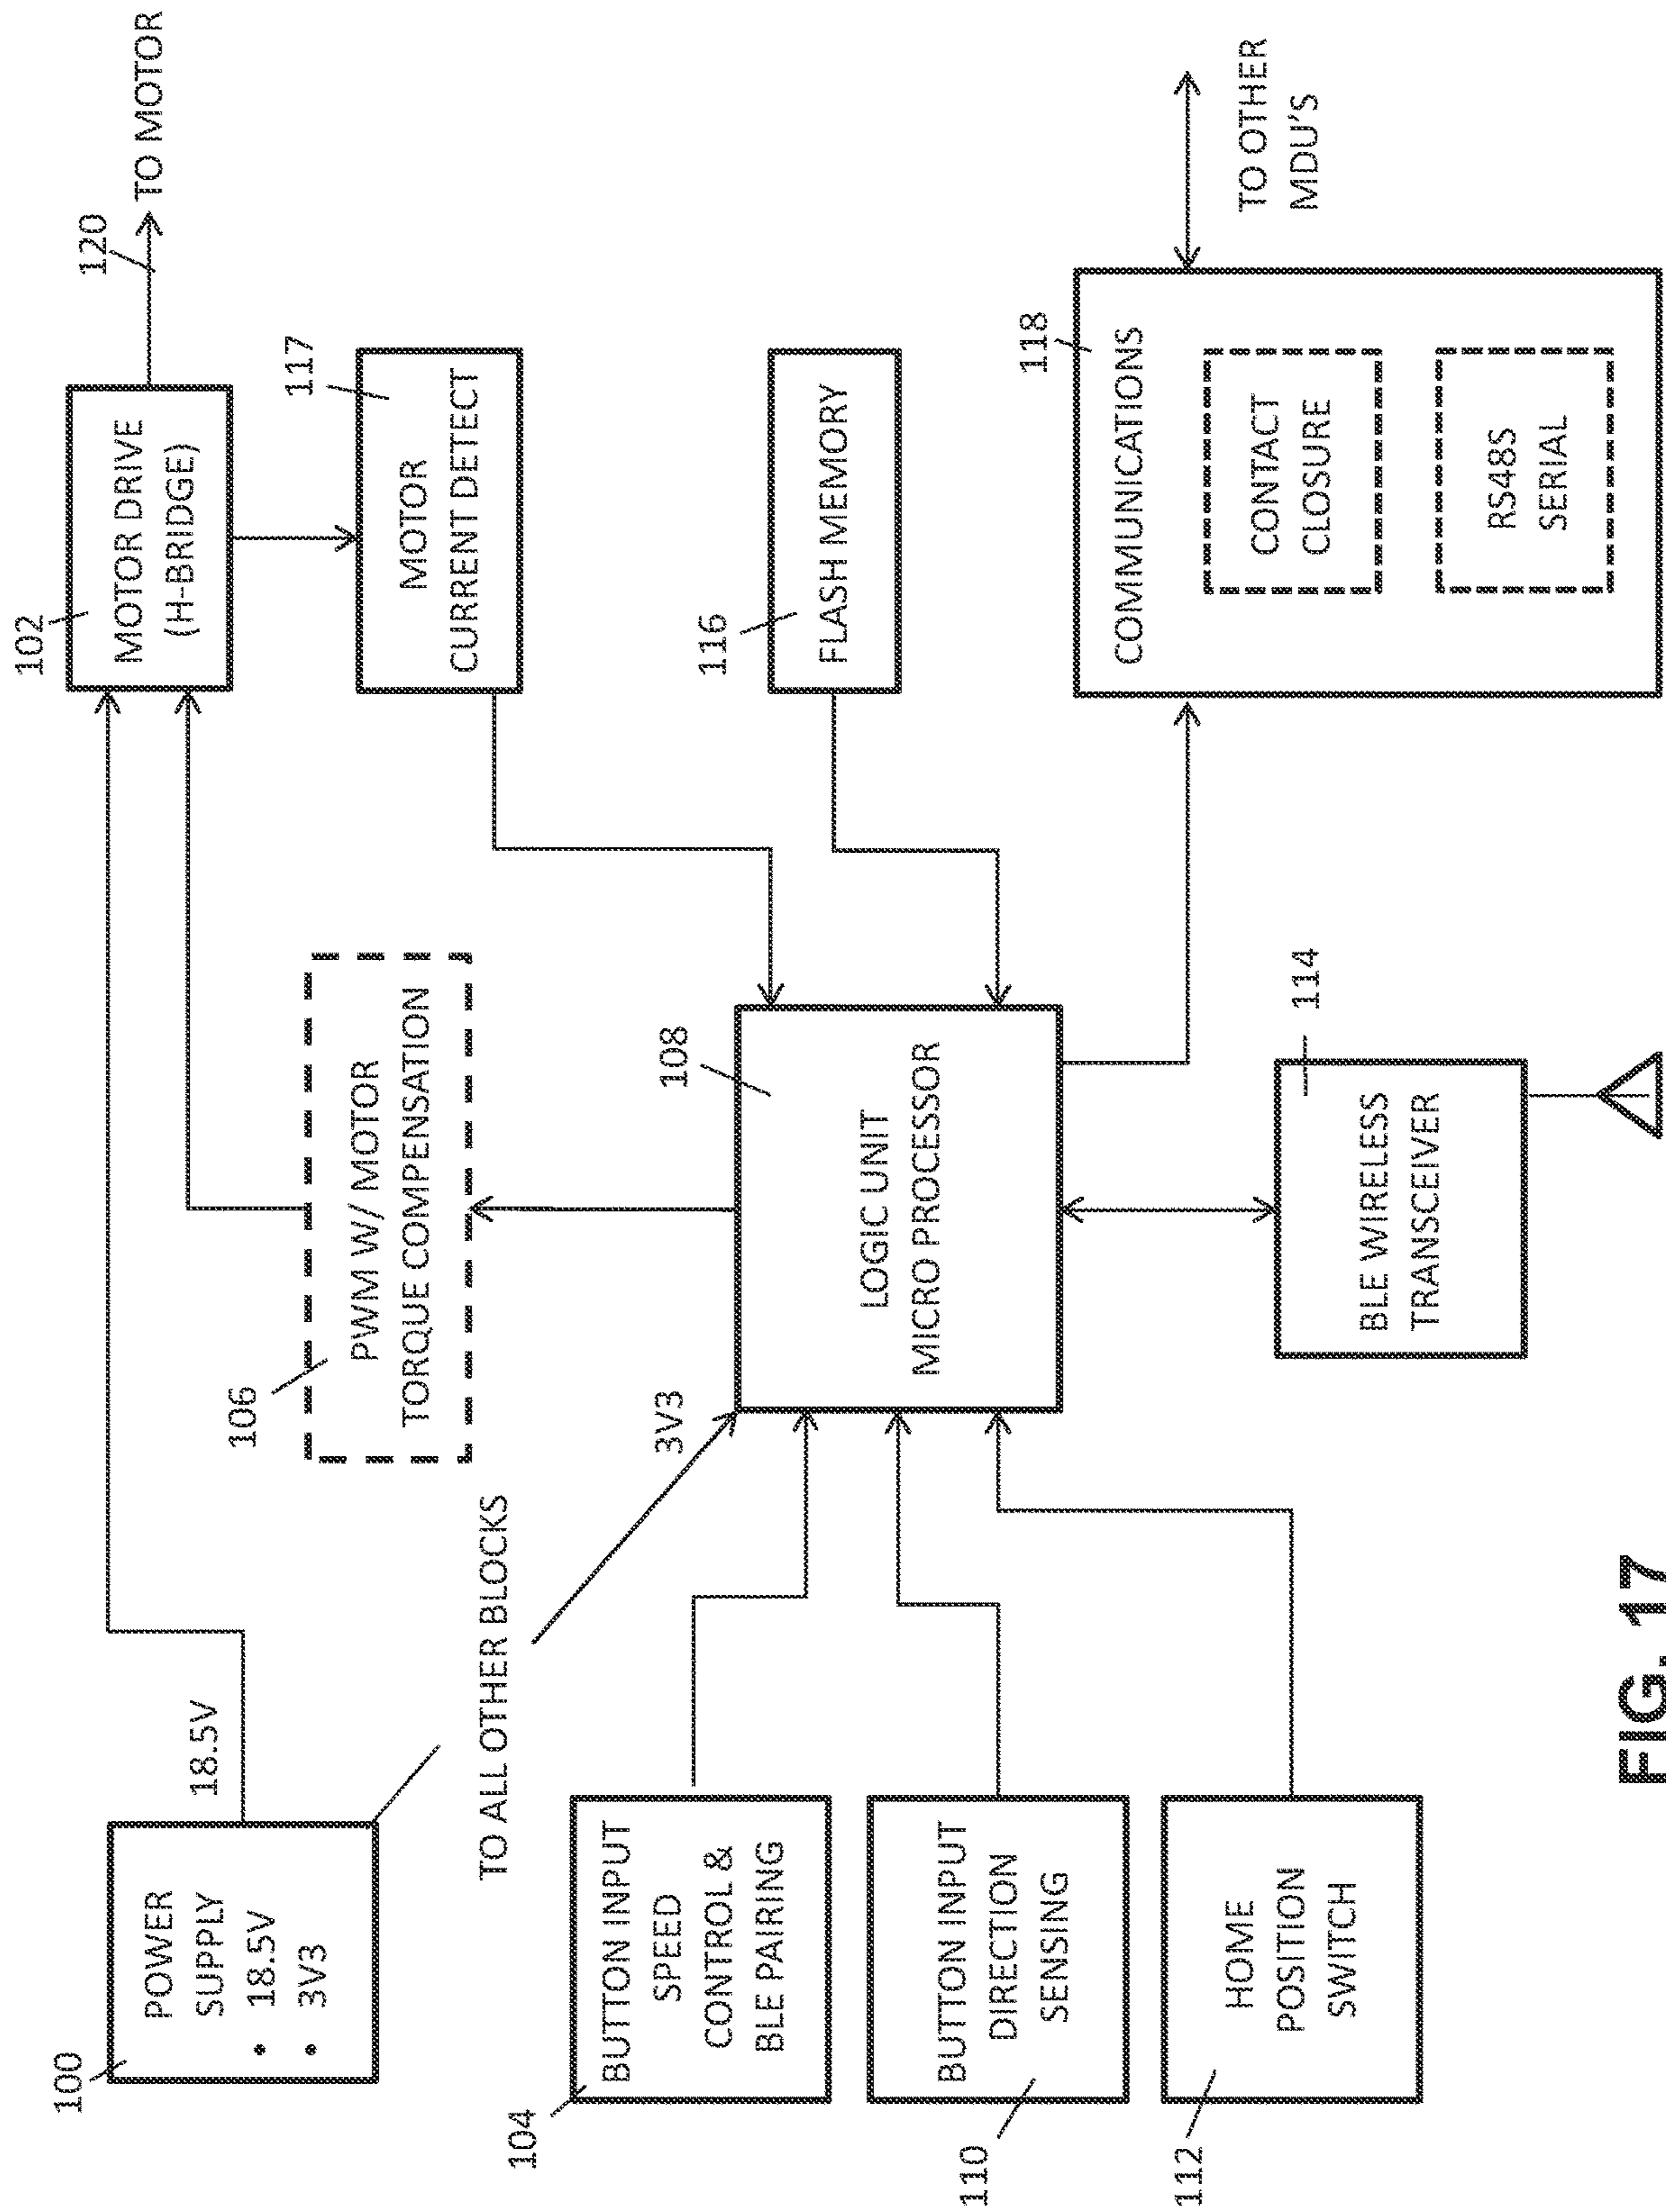 100
POWER
SUPPLY
• 18.5V
• 3V3
18.5V
TO ALL OTHER BLOCKS
3V3
102
MOTOR DRIVE
(H-BRIDGE)
120
TO MOTOR
106
PWM W/ MOTOR
TORQUE COMPENSATION
117
MOTOR
CURRENT DETECT
104
BUTTON INPUT
SPEED
CONTROL &
BLE PAIRING
110
BUTTON INPUT
DIRECTION
SENSING
112
HOME
POSITION
SWITCH
108
LOGIC UNIT
MICRO PROCESSOR
116
FLASH MEMORY
114
BLE WIRELESS
TRANSCEIVER
118
COMMUNICATIONS
CONTACT
CLOSURE
RS48S
SERIAL
TO OTHER
MDU'S
FIG. 17